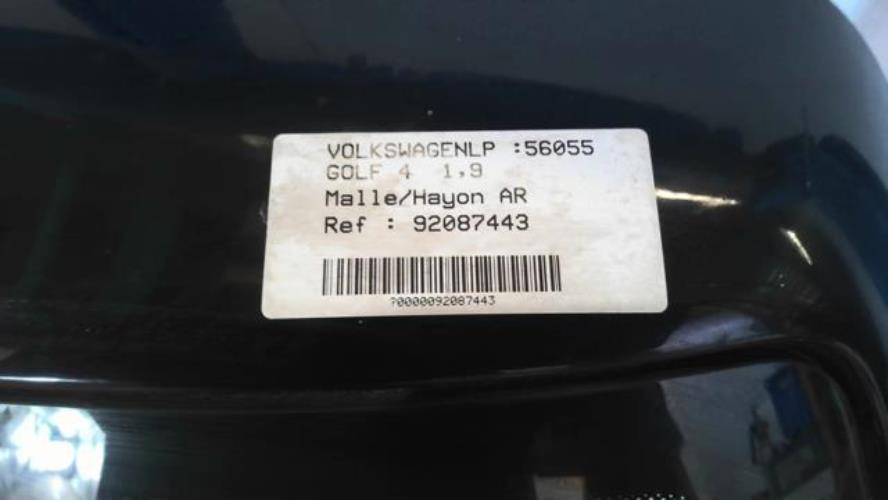 VOLKSWAGENLP :56055
GOLF 4 1,9
Malle/Hayon AR
Ref : 92087443
?0000092087443